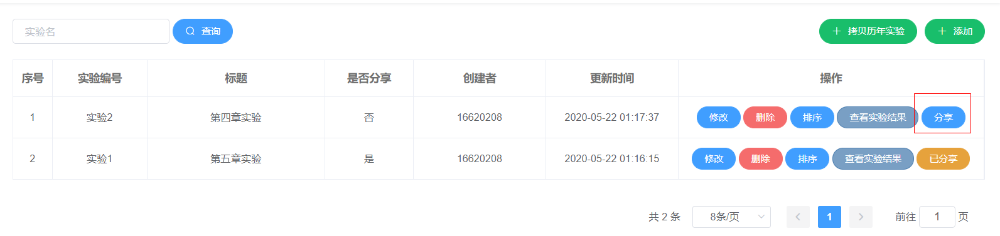 实验名 查询 拷贝历年实验 添加
序号 实验编号 标题 是否分享 创建者 更新时间 操作
1 实验2 第四章实验 否 16620208 2020-05-22 01:17:37 修改 删除 排序 查看实验结果 分享
2 实验1 第五章实验 是 16620208 2020-05-22 01:16:15 修改 删除 排序 查看实验结果 已分享
共 2 条 8条/页 1 前往 1 页